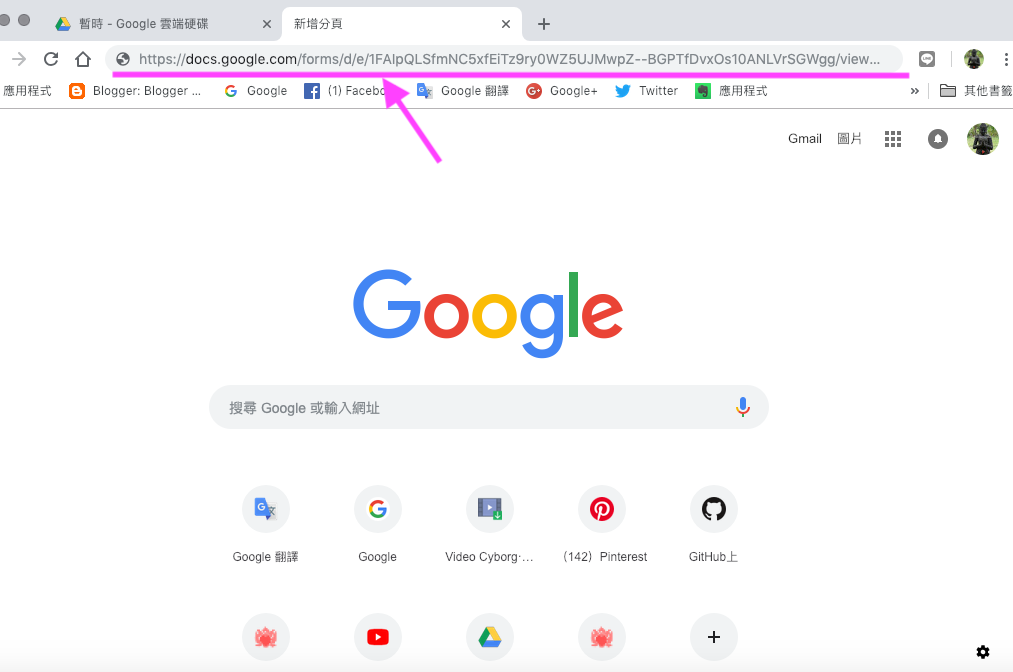 暫時 - Google 雲端硬碟
新增分頁
https://docs.google.com/forms/d/e/1FAIpQLSfmNC5xfEiTz9ry0WZ5UJMwpZ--BGPTfDvxOs10ANLVrSGWgg/view...
應用程式 Blogger: Blogger ... Google (1) Facebo Google 翻譯 Google+ Twitter 應用程式 » 其他書籤
Gmail 圖片
Google
搜尋 Google 或輸入網址
Google 翻譯 Google Video Cyborg·... （142）Pinterest GitHub上